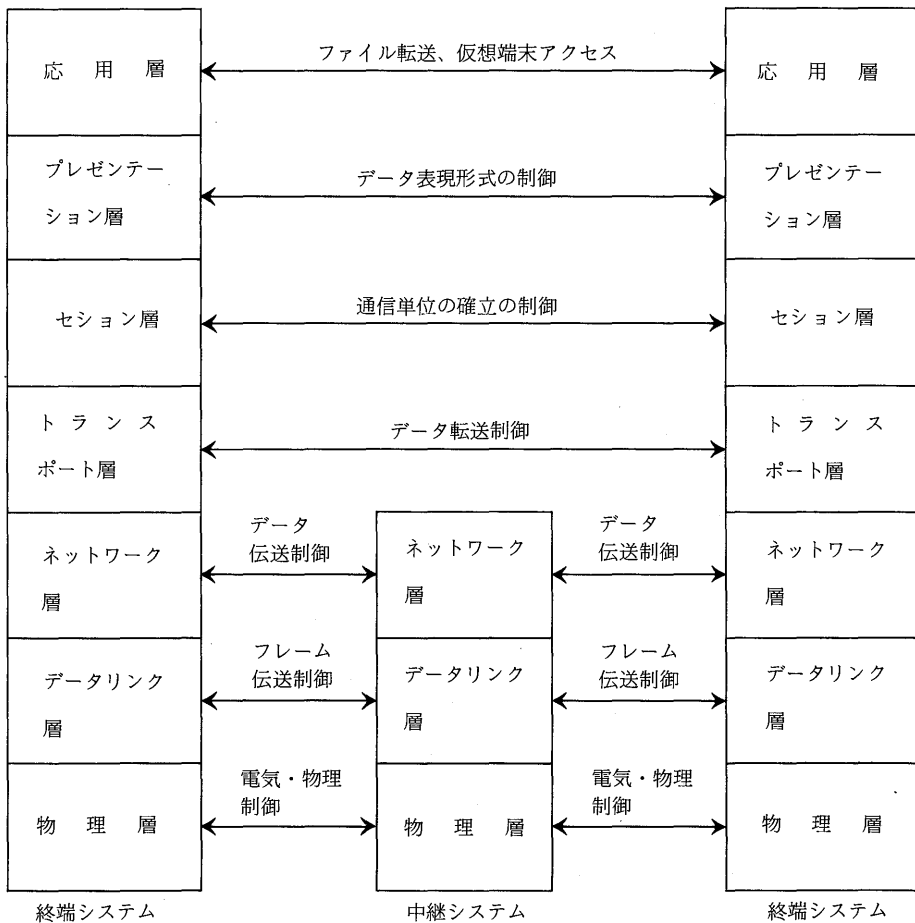 応用層
ファイル転送、仮想端末アクセス
応用層
プレゼンテー
ション層
データ表現形式の制御
プレゼンテー
ション層
セション層
通信単位の確立の制御
セション層
トランス
ポート層
データ転送制御
トランス
ポート層
ネットワーク
層
データ
伝送制御
ネットワーク
層
データ
伝送制御
ネットワーク
層
データリンク
層
フレーム
伝送制御
データリンク
層
フレーム
伝送制御
データリンク
層
物理層
電気・物理
制御
物理層
電気・物理
制御
物理層
終端システム
中継システム
終端システム